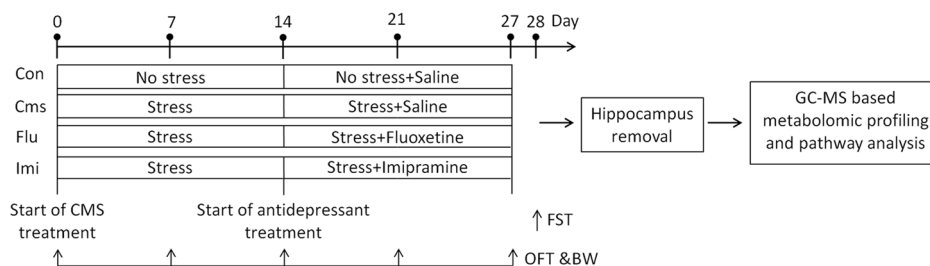 0 7 14 21 27 28 Day
Con No stress No stress+Saline
Cms Stress Stress+Saline
Flu Stress Stress+Fluoxetine
Imi Stress Stress+Imipramine
Start of CMS
treatment
Start of antidepressant
treatment
FST
OFT &BW
Hippocampus
removal
GC-MS based
metabolomic profiling
and pathway analysis